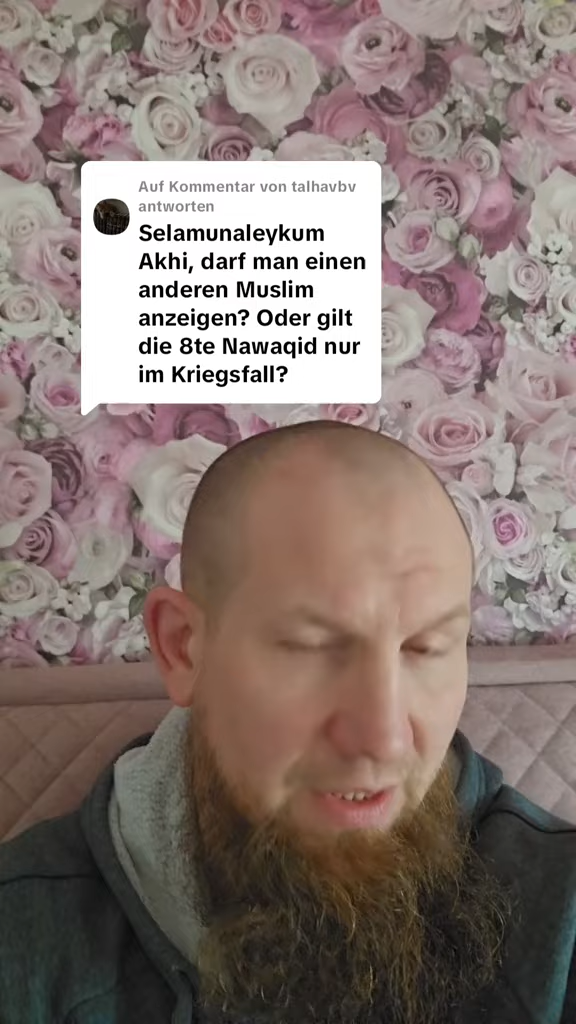 Auf Kommentar von talhavbv
antworten
Selamunaleykum
Akhi, darf man einen
anderen Muslim
anzeigen? Oder gilt
die 8te Nawaqid nur
im Kriegsfall?